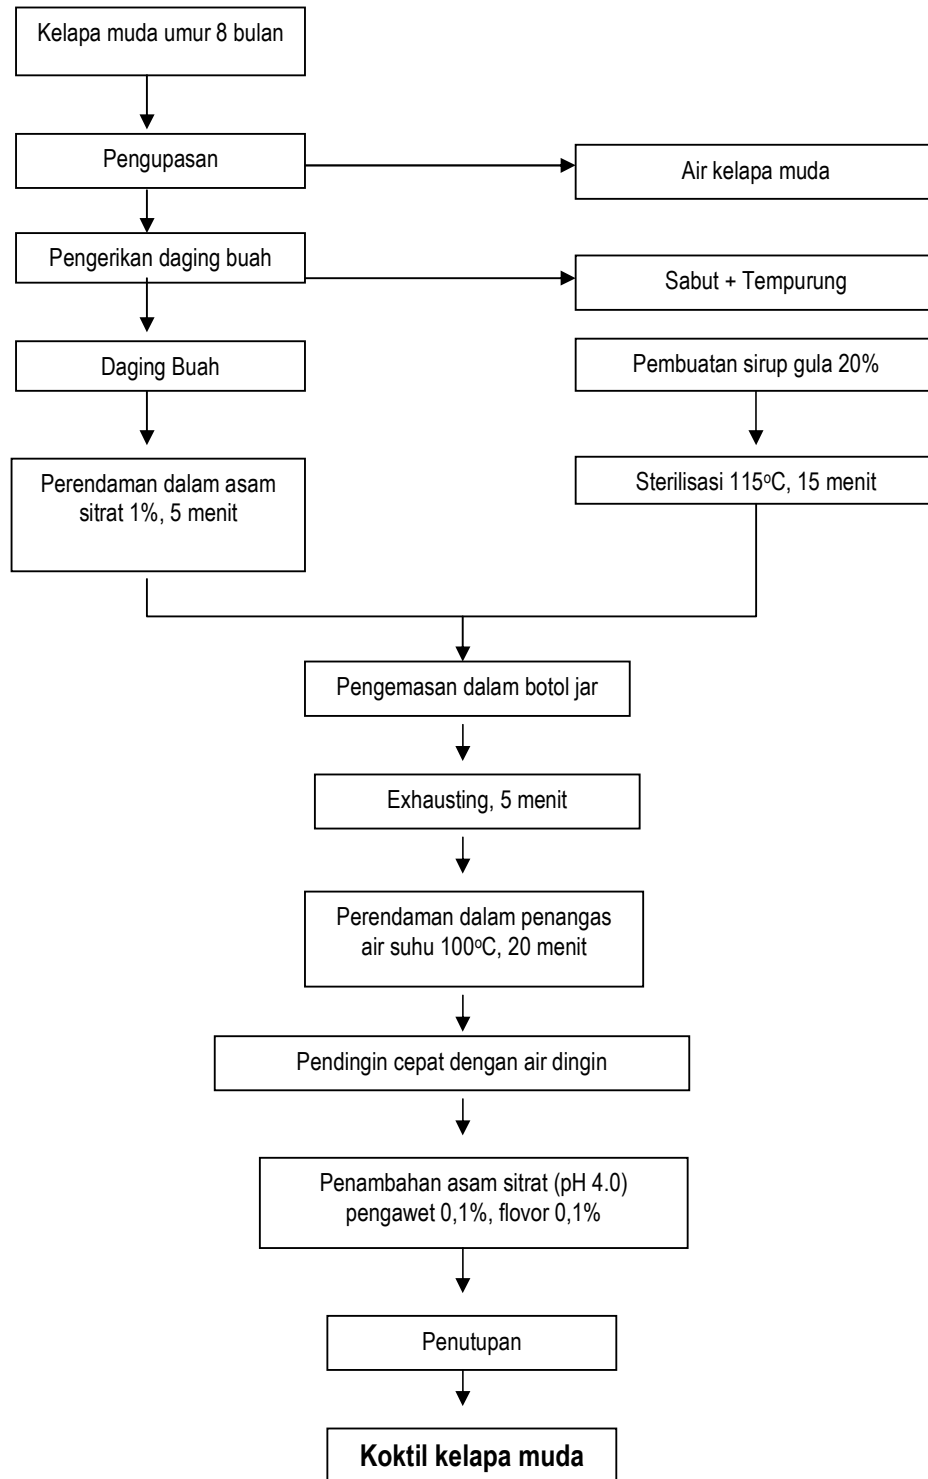 Kelapa muda umur 8 bulan
Pengupasan
Air kelapa muda
Pengerikan daging buah
Sabut + Tempurung
Daging Buah
Pembuatan sirup gula 20%
Perendaman dalam asam
sitrat 1%, 5 menit
Sterilisasi 115°C, 15 menit
Pengemasan dalam botol jar
Exhausting, 5 menit
Perendaman dalam penangas
air suhu 100°C, 20 menit
Pendingin cepat dengan air dingin
Penambahan asam sitrat (pH 4.0)
pengawet 0,1%, flovor 0,1%
Penutupan
Koktil kelapa muda